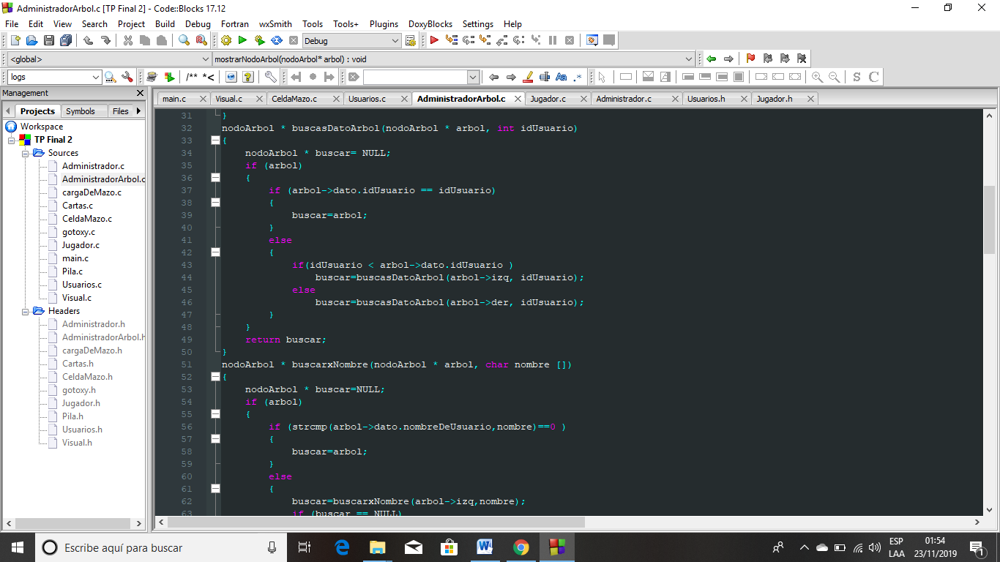 AdministradorArbol.c [TP Final 2] - Code::Blocks 17.12
File Edit View Search Project Build Debug Fortran wxSmith Tools Tools+ Plugins DoxyBlocks Settings Help
Debug
<global> mostrarNodoArbol(nodoArbol* arbol) : void
logs /** *< Aa .* S C
Management
Projects Symbols Files
main.c Visual.c CeldaMazo.c Usuarios.c AdministradorArbol.c Jugador.c Administrador.c Usuarios.h Jugador.h
Workspace
TP Final 2
Sources
Administrador.c
AdministradorArbol.c
cargaDeMazo.c
Cartas.c
CeldaMazo.c
gotoxy.c
Jugador.c
main.c
Pila.c
Usuarios.c
Visual.c
Headers
Administrador.h
AdministradorArbol.h
cargaDeMazo.h
Cartas.h
CeldaMazo.h
gotoxy.h
Jugador.h
Pila.h
Usuarios.h
Visual.h
31 }
32 nodoArbol * buscasDatoArbol(nodoArbol * arbol, int idUsuario)
33 {
34 nodoArbol * buscar= NULL;
35 if (arbol)
36 {
37 if (arbol->dato.idUsuario == idUsuario)
38 {
39 buscar=arbol;
40 }
41 else
42 {
43 if(idUsuario < arbol->dato.idUsuario )
44 buscar=buscasDatoArbol(arbol->izq, idUsuario);
45 else
46 buscar=buscasDatoArbol(arbol->der, idUsuario);
47 }
48 }
49 return buscar;
50 }
51 nodoArbol * buscarxNombre(nodoArbol * arbol, char nombre [])
52 {
53 nodoArbol * buscar=NULL;
54 if (arbol)
55 {
56 if (strcmp(arbol->dato.nombreDeUsuario,nombre)==0 )
57 {
58 buscar=arbol;
59 }
60 else
61 {
62 buscar=buscarxNombre(arbol->izq,nombre);
63 if (buscar == NULL)
Escribe aquí para buscar
ESP
LAA
01:54
23/11/2019
1